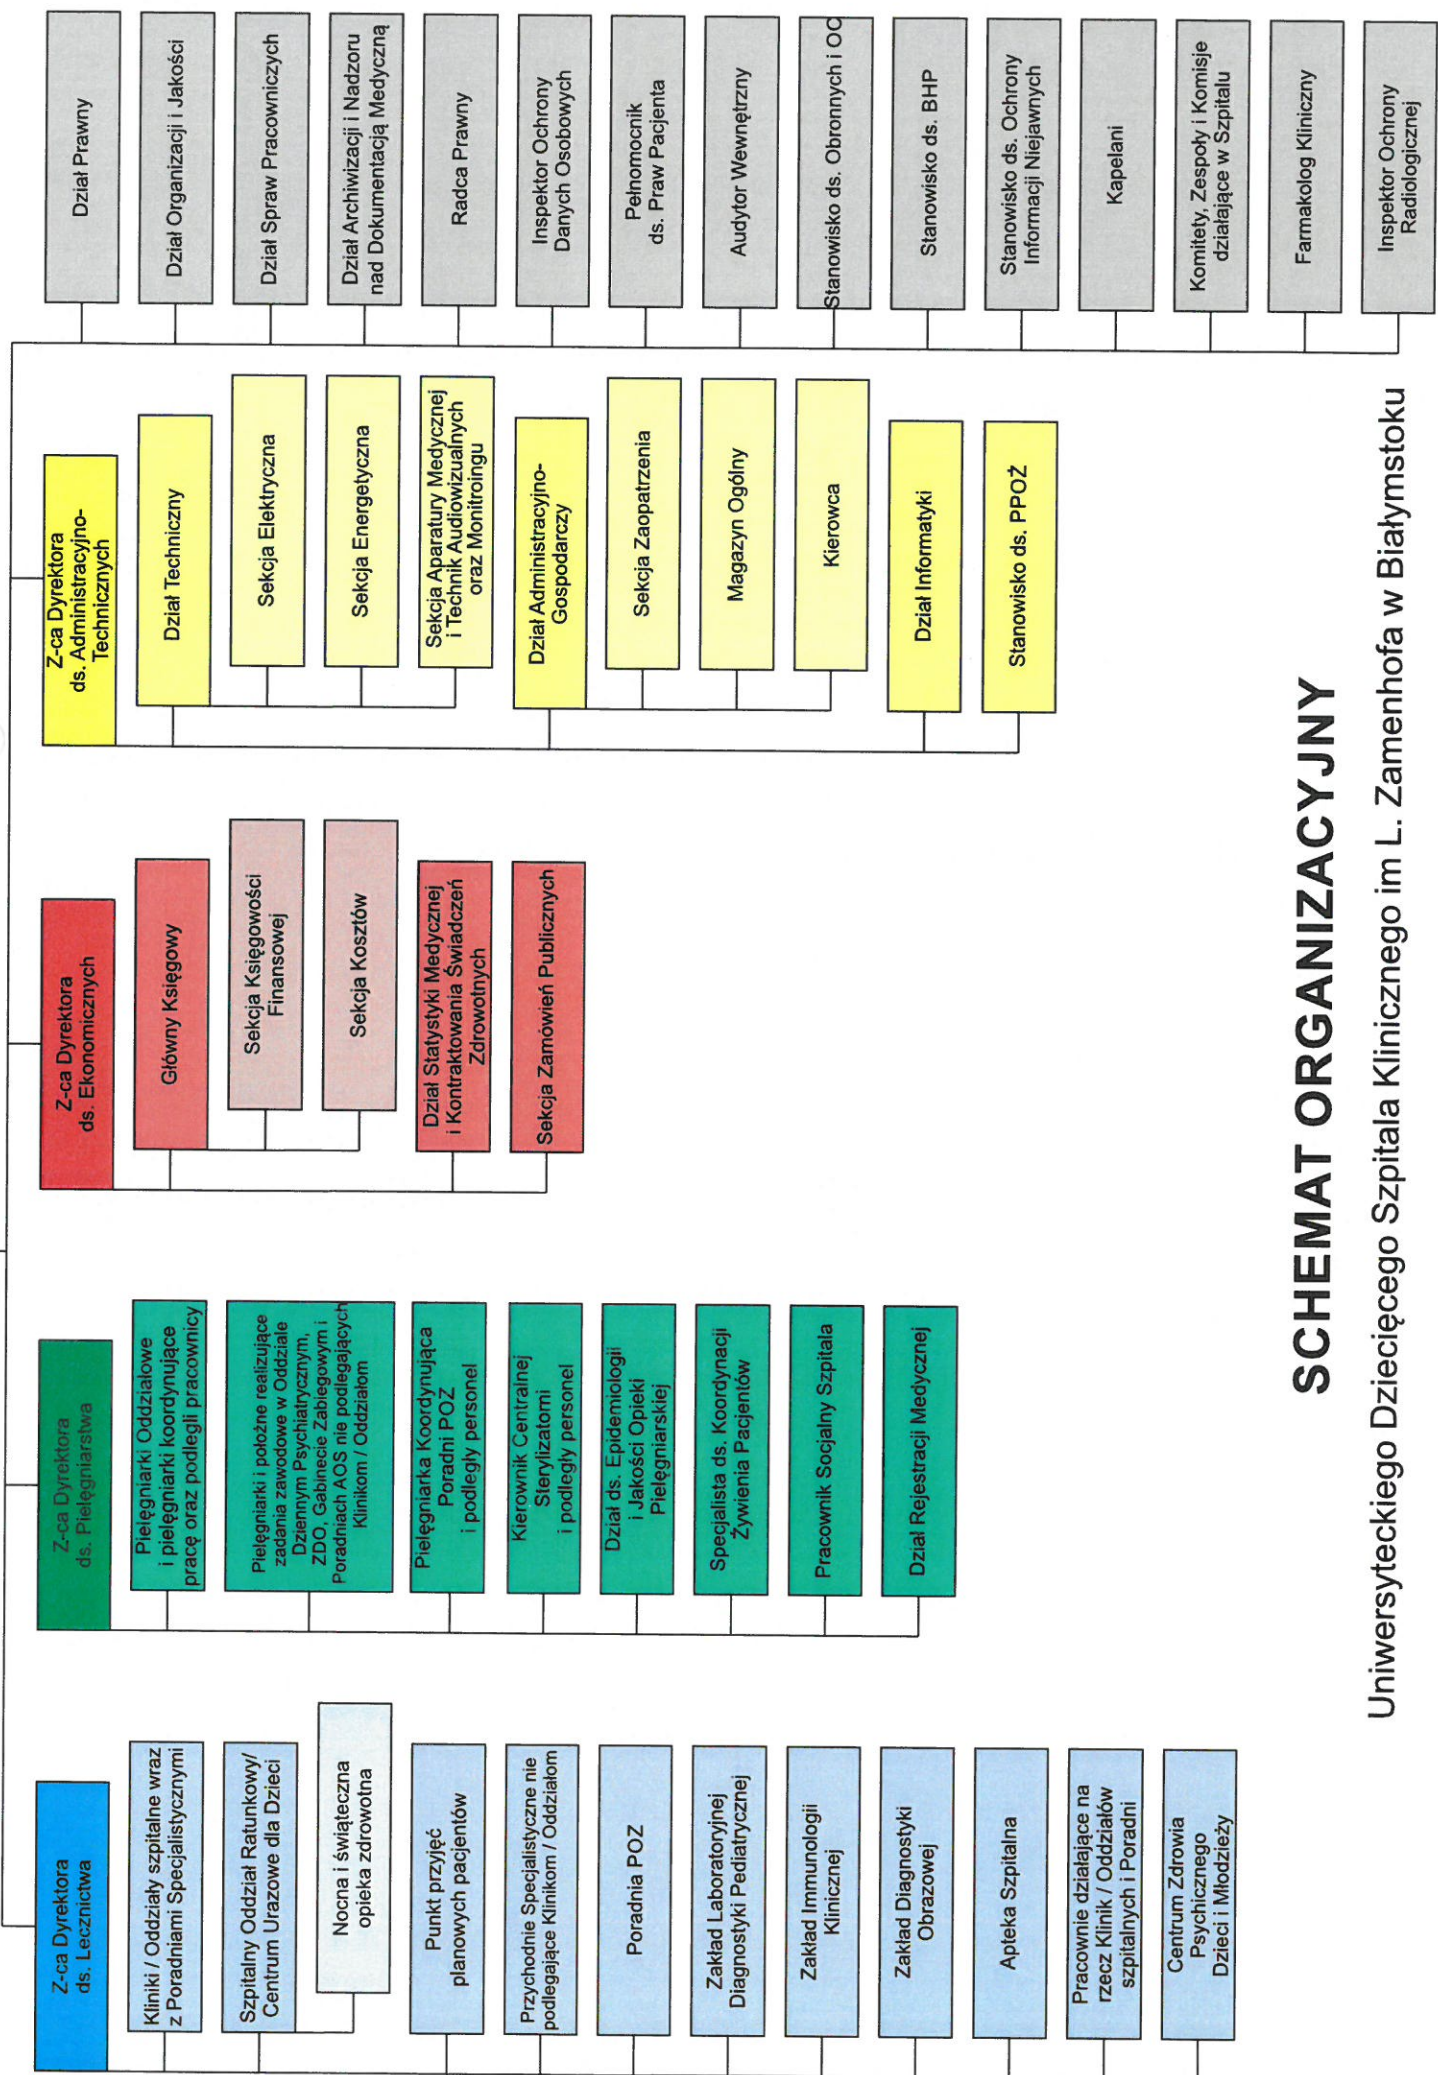 Z-ca Dyrektora
ds. Lecznictwa
Kliniki / Oddziały szpitalne wraz
z Poradniami Specjalistycznymi
Szpitalny Oddział Ratunkowy/
Centrum Urazowe dla Dzieci
Nocna i świąteczna
opieka zdrowotna
Punkt przyjęć
planowych pacjentów
Przychodnie Specjalistyczne nie
podlegające Klinikom / Oddziałom
Poradnia POZ
Zakład Laboratoryjnej
Diagnostyki Pediatrycznej
Zakład Immunologii
Klinicznej
Zakład Diagnostyki
Obrazowej
Apteka Szpitalna
Pracownie działające na
rzecz Klinik / Oddziałów
szpitalnych i Poradni
Centrum Zdrowia
Psychicznego
Dzieci i Młodzieży
Z-ca Dyrektora
ds. Pielęgniarstwa
Pielęgniarki Oddziałowe
i pielęgniarki koordynujące
pracę oraz podlegli pracownicy
Pielęgniarki i położne realizujące
zadania zawodowe w Oddziale
Dziennym Psychiatrycznym,
ZDO, Gabinecie Zabiegowym i
Poradniach AOS nie podlegających
Klinikom / Oddziałom
Pielęgniarka Koordynująca
Poradni POZ
i podległy personel
Kierownik Centralnej
Sterylizatorni
i podległy personel
Dział ds. Epidemiologii
i Jakości Opieki
Pielęgniarskiej
Specjalista ds. Koordynacji
Żywienia Pacjentów
Pracownik Socjalny Szpitala
Dział Rejestracji Medycznej
Z-ca Dyrektora
ds. Ekonomicznych
Główny Księgowy
Sekcja Księgowości
Finansowej
Sekcja Kosztów
Dział Statystyki Medycznej
i Kontraktowania Świadczeń
Zdrowotnych
Sekcja Zamówień Publicznych
Z-ca Dyrektora
ds. Administracyjno-
Technicznych
Dział Techniczny
Sekcja Elektryczna
Sekcja Energetyczna
Sekcja Aparatury Medycznej
i Technik Audiowizualnych
oraz Monitroingu
Dział Administracyjno-
Gospodarczy
Sekcja Zaopatrzenia
Magazyn Ogólny
Kierowca
Dział Informatyki
Stanowisko ds. PPOŻ
Dział Prawny
Dział Organizacji i Jakości
Dział Spraw Pracowniczych
Dział Archiwizacji i Nadzoru
nad Dokumentacją Medyczną
Radca Prawny
Inspektor Ochrony
Danych Osobowych
Pełnomocnik
ds. Praw Pacjenta
Audytor Wewnętrzny
Stanowisko ds. Obronnych i OC
Stanowisko ds. BHP
Stanowisko ds. Ochrony
Informacji Niejawnych
Kapelani
Komitety, Zespoły i Komisje
działające w Szpitalu
Farmakolog Kliniczny
Inspektor Ochrony
Radiologicznej
SCHEMAT ORGANIZACYJNY
Uniwersyteckiego Dziecięcego Szpitala Klinicznego im L. Zamenhofa w Białymstoku